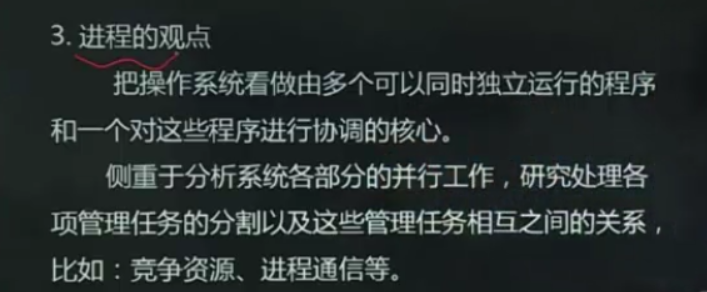 3. 进程的观点
把操作系统看做由多个可以同时独立运行的程序
和一个对这些程序进行协调的核心。
侧重于分析系统各部分的并行工作，研究处理各
项管理任务的分割以及这些管理任务相互之间的关系，
比如：竞争资源、进程通信等。